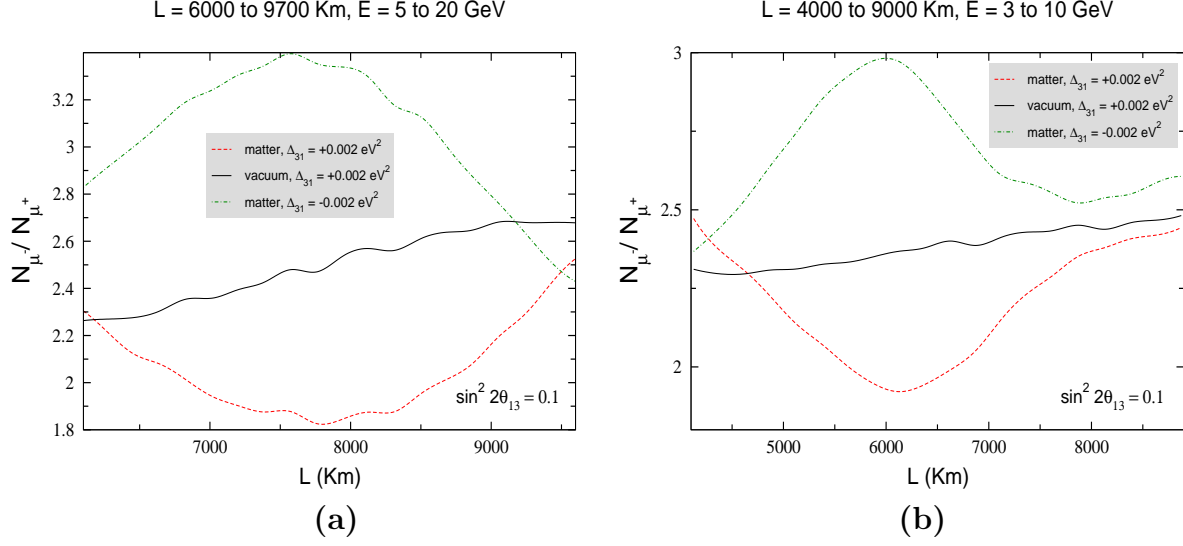 L = 6000 to 9700 Km, E = 5 to 20 GeV
3.2
3
2.8
2.6
2.4
2.2
2
1.8
7000
8000
9000
L (Km)
N_μ⁻ / N_μ⁺
matter, Δ₃₁ = +0.002 eV²
vacuum, Δ₃₁ = +0.002 eV²
matter, Δ₃₁ = -0.002 eV²
sin² 2θ₁₃ = 0.1
(a)
L = 4000 to 9000 Km, E = 3 to 10 GeV
3
2.5
2
5000
6000
7000
8000
L (Km)
N_μ⁻ / N_μ⁺
matter, Δ₃₁ = +0.002 eV²
vacuum, Δ₃₁ = +0.002 eV²
matter, Δ₃₁ = -0.002 eV²
sin² 2θ₁₃ = 0.1
(b)